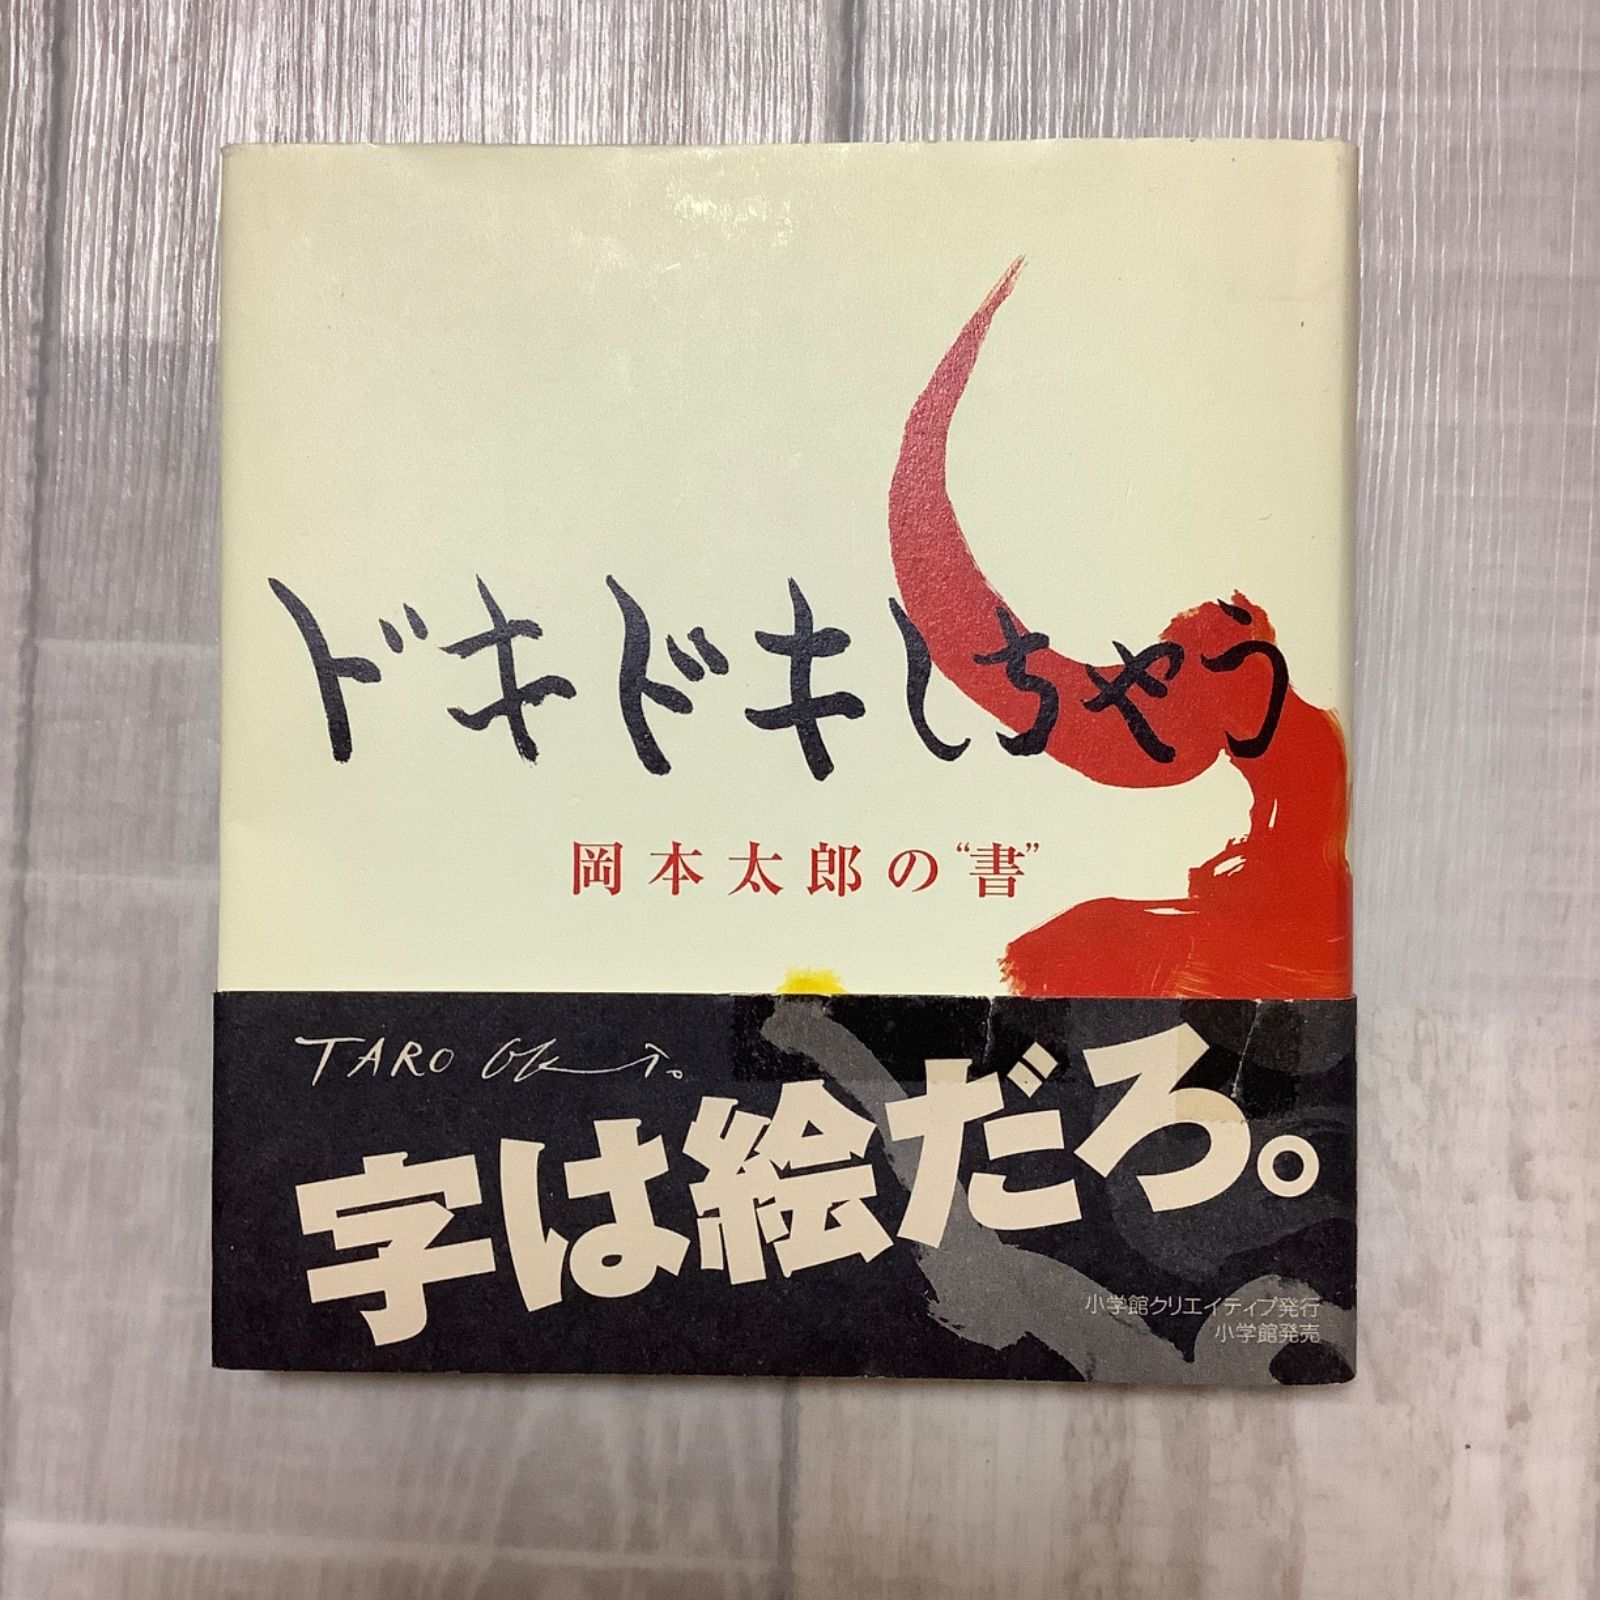 ドキドキしちゃう
岡本太郎の“書”
TARO
字は絵だろ。
小学館クリエイティブ発行
小学館発売